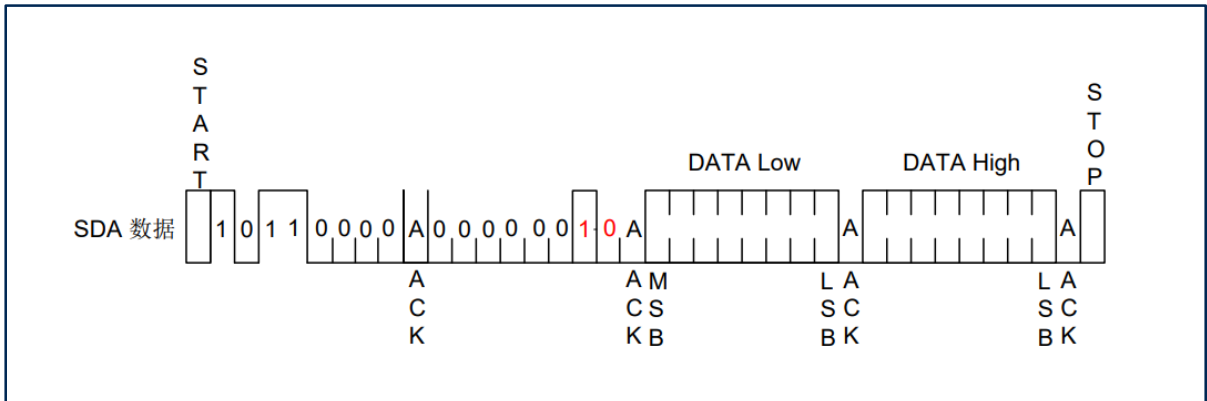 START
STOP
DATA Low
DATA High
SDA 数据
1 0 1 1 0 0 0 0 A 0 0 0 0 0 0 1 0 A
A
A
ACK
ACK
MSB
LSB
ACK
LSB
ACK